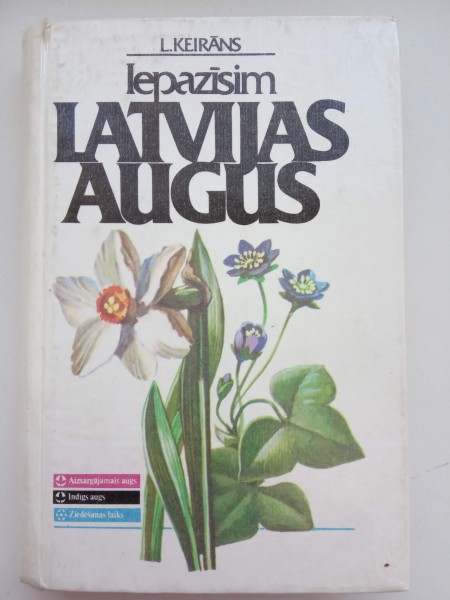 L.KEIRĀNS
Iepazīsim
LATVIJAS
AUGUS
Aizsargājamais augs
Indīgs augs
Ziedēšanas laiks